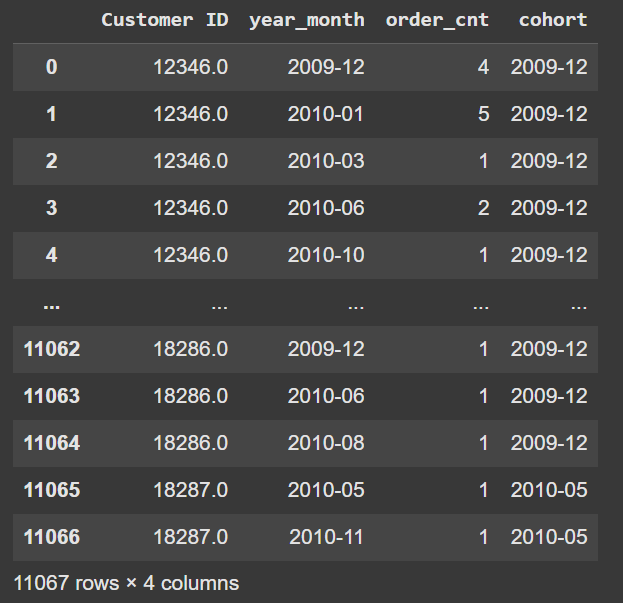 Customer ID year_month order_cnt cohort
0 12346.0 2009-12 4 2009-12
1 12346.0 2010-01 5 2009-12
2 12346.0 2010-03 1 2009-12
3 12346.0 2010-06 2 2009-12
4 12346.0 2010-10 1 2009-12
... ... ... ... ...
11062 18286.0 2009-12 1 2009-12
11063 18286.0 2010-06 1 2009-12
11064 18286.0 2010-08 1 2009-12
11065 18287.0 2010-05 1 2010-05
11066 18287.0 2010-11 1 2010-05
11067 rows × 4 columns